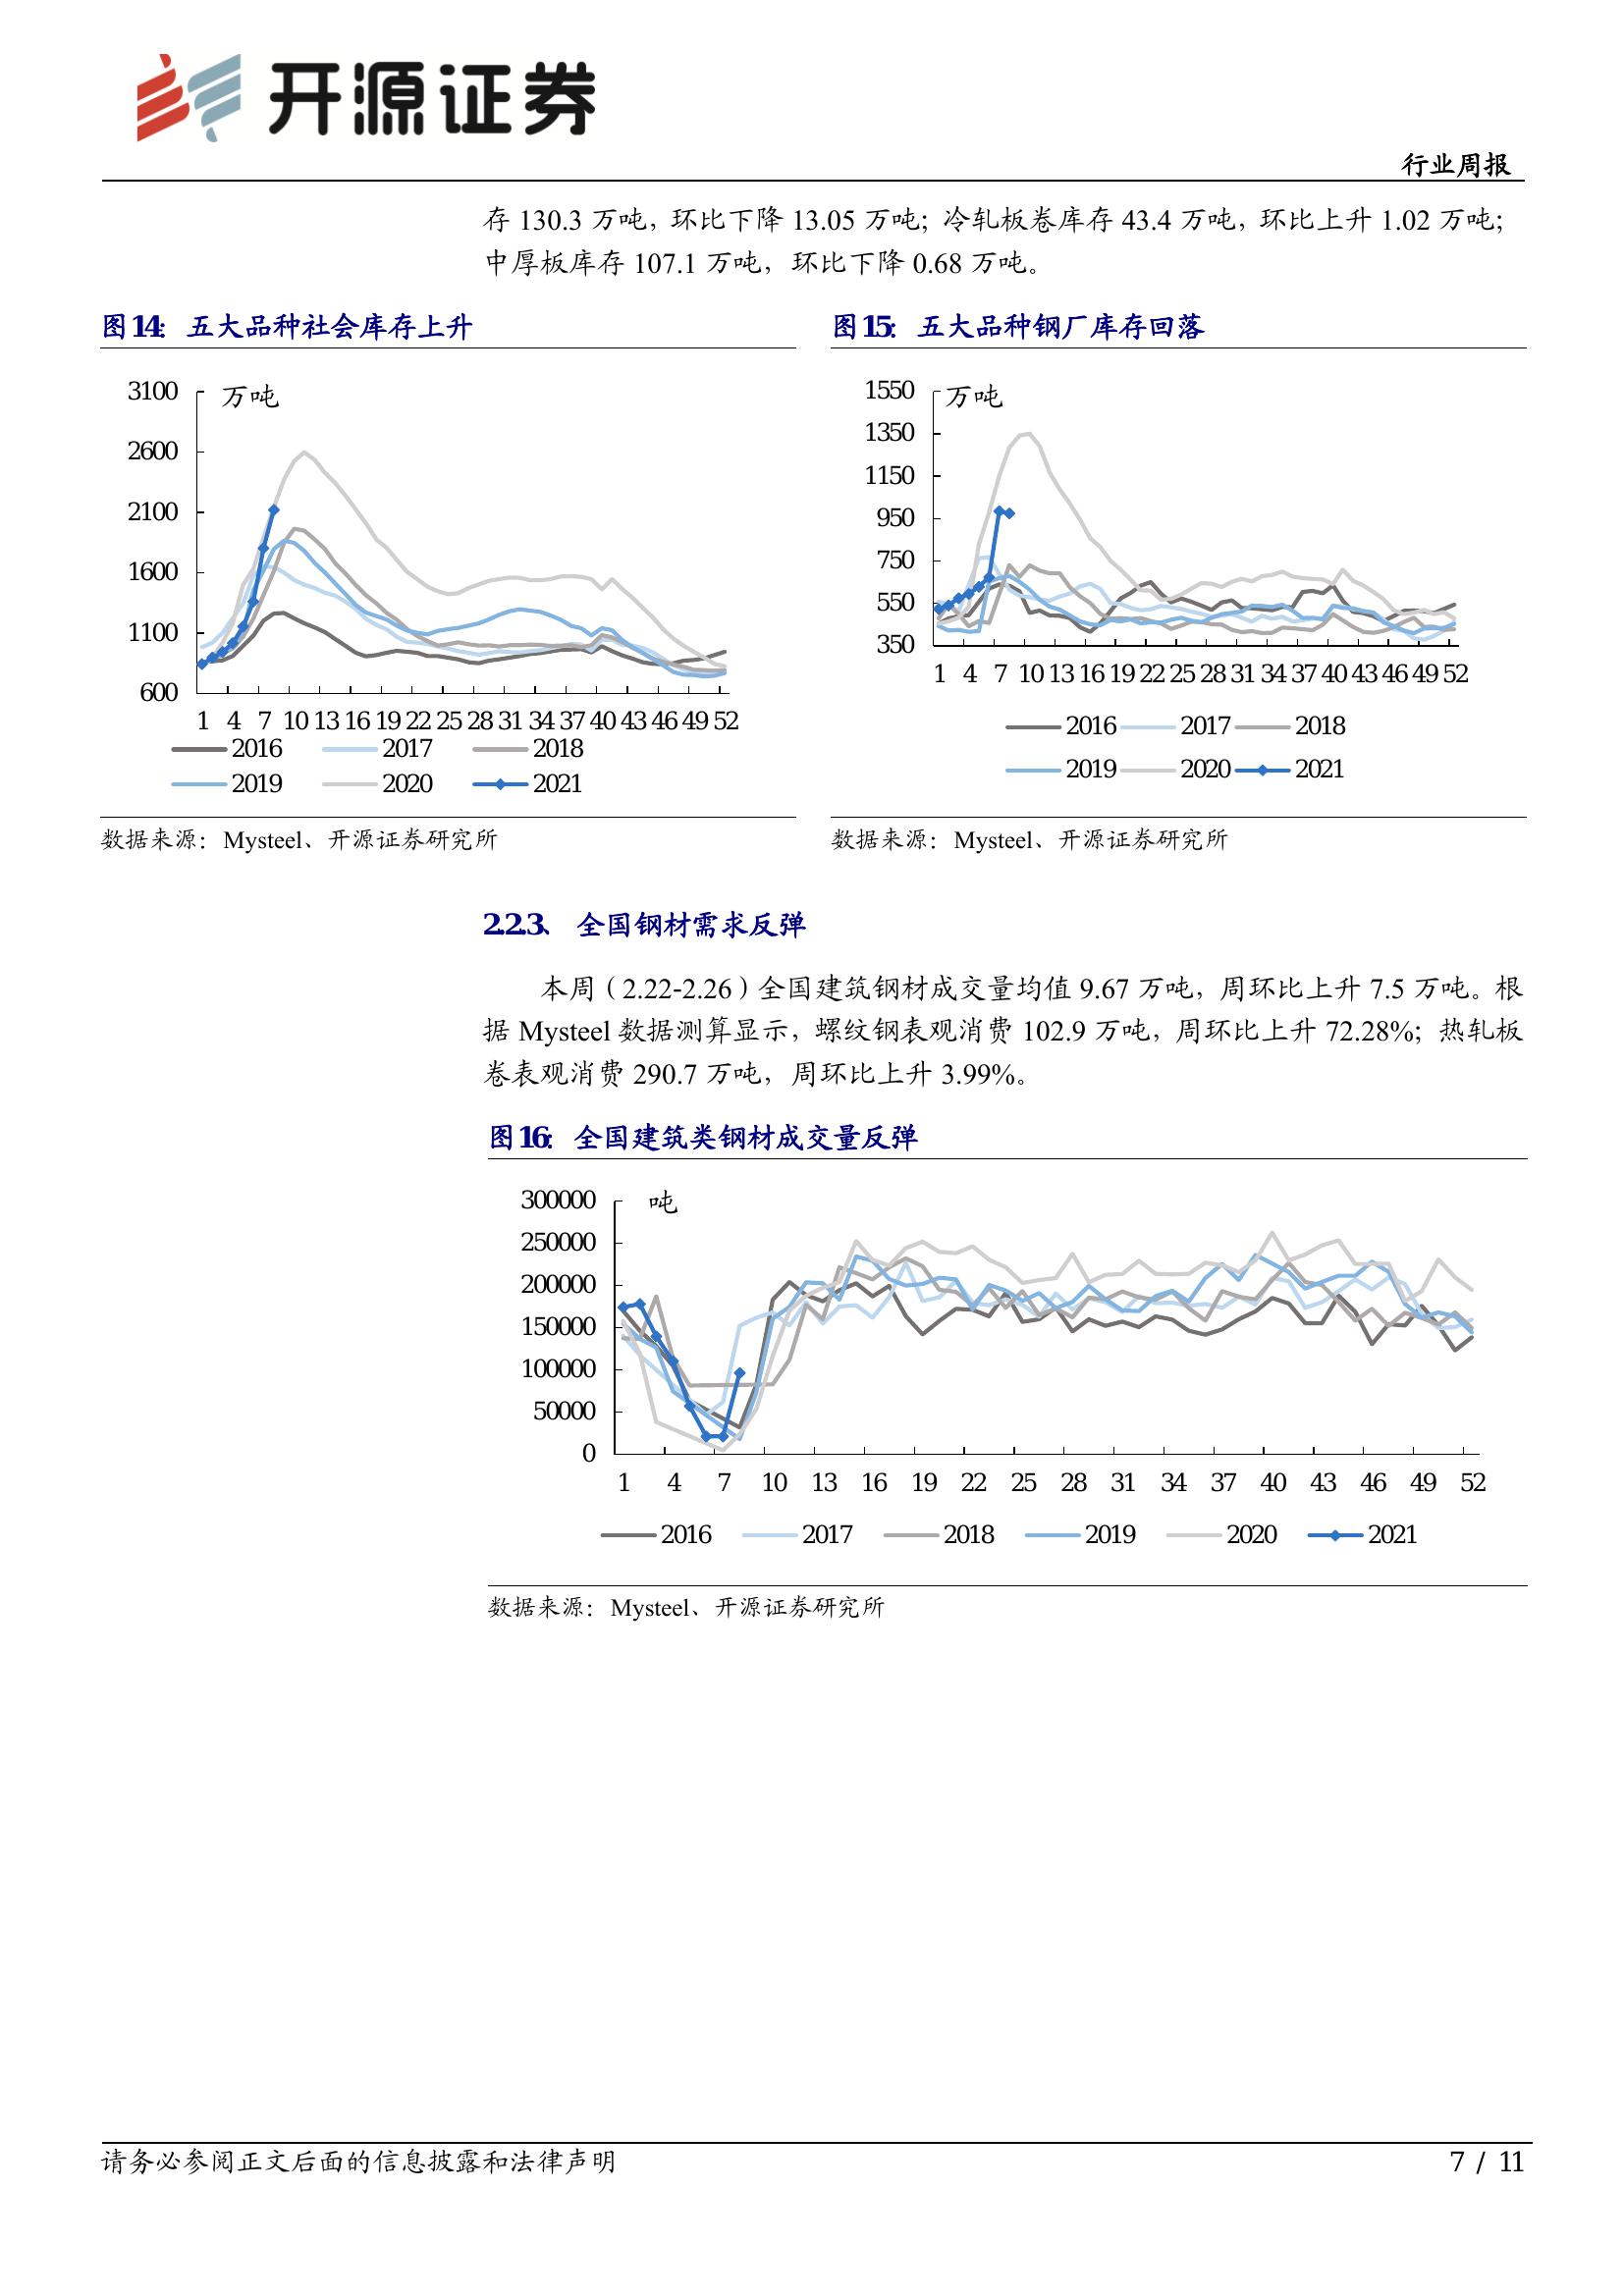 开源证券
行业周报
存 130.3 万吨，环比下降 13.05 万吨；冷轧板卷库存 43.4 万吨，环比上升 1.02 万吨；
中厚板库存 107.1 万吨，环比下降 0.68 万吨。
图14： 五大品种社会库存上升
万吨
3100
2600
2100
1600
1100
600
1 4 7 10 13 16 19 22 25 28 31 34 37 40 43 46 49 52
2016 2017 2018
2019 2020 2021
数据来源：Mysteel、开源证券研究所
图15： 五大品种钢厂库存回落
万吨
1550
1350
1150
950
750
550
350
1 4 7 10 13 16 19 22 25 28 31 34 37 40 43 46 49 52
2016 2017 2018
2019 2020 2021
数据来源：Mysteel、开源证券研究所
2.2.3、 全国钢材需求反弹
本周（2.22-2.26）全国建筑钢材成交量均值 9.67 万吨，周环比上升 7.5 万吨。根
据 Mysteel 数据测算显示，螺纹钢表观消费 102.9 万吨，周环比上升 72.28%；热轧板
卷表观消费 290.7 万吨，周环比上升 3.99%。
图16： 全国建筑类钢材成交量反弹
吨
300000
250000
200000
150000
100000
50000
0
1 4 7 10 13 16 19 22 25 28 31 34 37 40 43 46 49 52
2016 2017 2018 2019 2020 2021
数据来源：Mysteel、开源证券研究所
请务必参阅正文后面的信息披露和法律声明
7 / 11